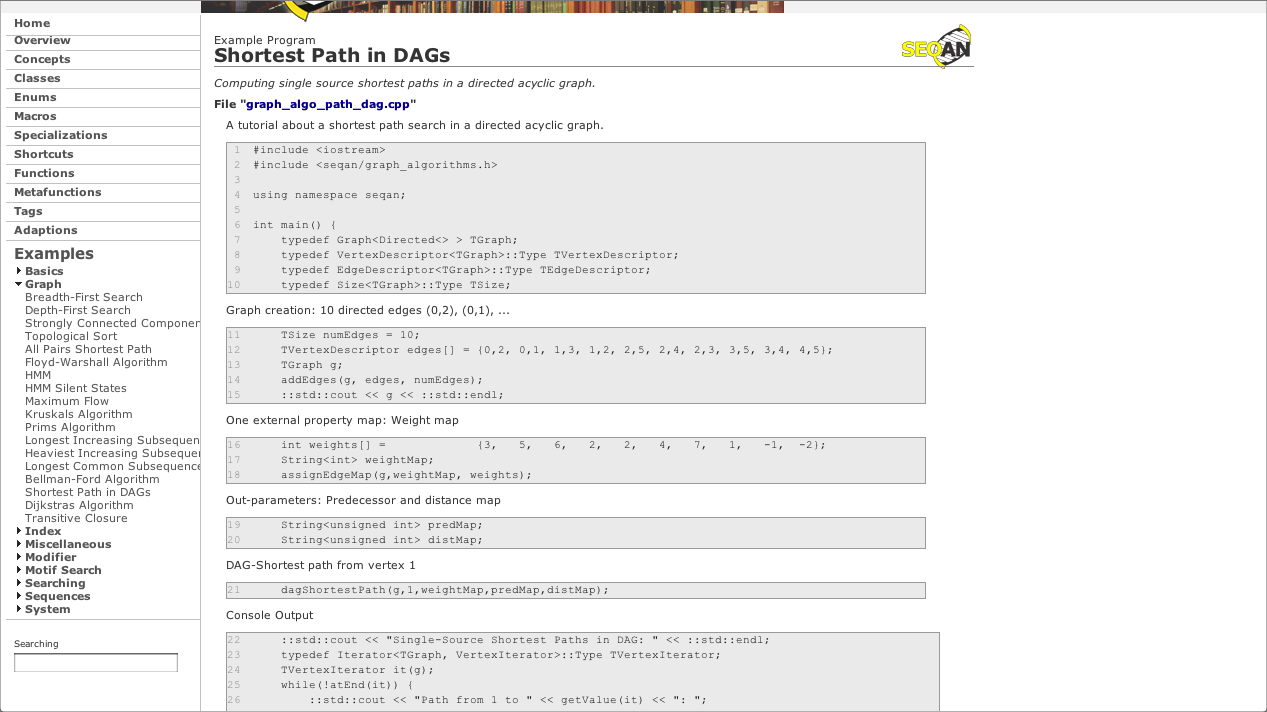 Home
Overview
Concepts
Classes
Enums
Macros
Specializations
Shortcuts
Functions
Metafunctions
Tags
Adaptions
Examples
Basics
Graph
Breadth-First Search
Depth-First Search
Strongly Connected Componen
Topological Sort
All Pairs Shortest Path
Floyd-Warshall Algorithm
HMM
HMM Silent States
Maximum Flow
Kruskals Algorithm
Prims Algorithm
Longest Increasing Subsequen
Heaviest Increasing Subsequer
Longest Common Subsequence
Bellman-Ford Algorithm
Shortest Path in DAGs
Dijkstras Algorithm
Transitive Closure
Index
Miscellaneous
Modifier
Motif Search
Searching
Sequences
System
Searching
Example Program
Shortest Path in DAGs
SEQAN
Computing single source shortest paths in a directed acyclic graph.
File "graph_algo_path_dag.cpp"
A tutorial about a shortest path search in a directed acyclic graph.
1 #include <iostream>
2 #include <seqan/graph_algorithms.h>
3
4 using namespace seqan;
5
6 int main() {
7 typedef Graph<Directed<> > TGraph;
8 typedef VertexDescriptor<TGraph>::Type TVertexDescriptor;
9 typedef EdgeDescriptor<TGraph>::Type TEdgeDescriptor;
10 typedef Size<TGraph>::Type TSize;
Graph creation: 10 directed edges (0,2), (0,1), ...
11 TSize numEdges = 10;
12 TVertexDescriptor edges[] = {0,2, 0,1, 1,3, 1,2, 2,5, 2,4, 2,3, 3,5, 3,4, 4,5};
13 TGraph g;
14 addEdges(g, edges, numEdges);
15 ::std::cout << g << ::std::endl;
One external property map: Weight map
16 int weights[] = {3, 5, 6, 2, 2, 4, 7, 1, -1, -2};
17 String<int> weightMap;
18 assignEdgeMap(g,weightMap, weights);
Out-parameters: Predecessor and distance map
19 String<unsigned int> predMap;
20 String<unsigned int> distMap;
DAG-Shortest path from vertex 1
21 dagShortestPath(g,1,weightMap,predMap,distMap);
Console Output
22 ::std::cout << "Single-Source Shortest Paths in DAG: " << ::std::endl;
23 typedef Iterator<TGraph, VertexIterator>::Type TVertexIterator;
24 TVertexIterator it(g);
25 while(!atEnd(it)) {
26 ::std::cout << "Path from 1 to " << getValue(it) << ": ";